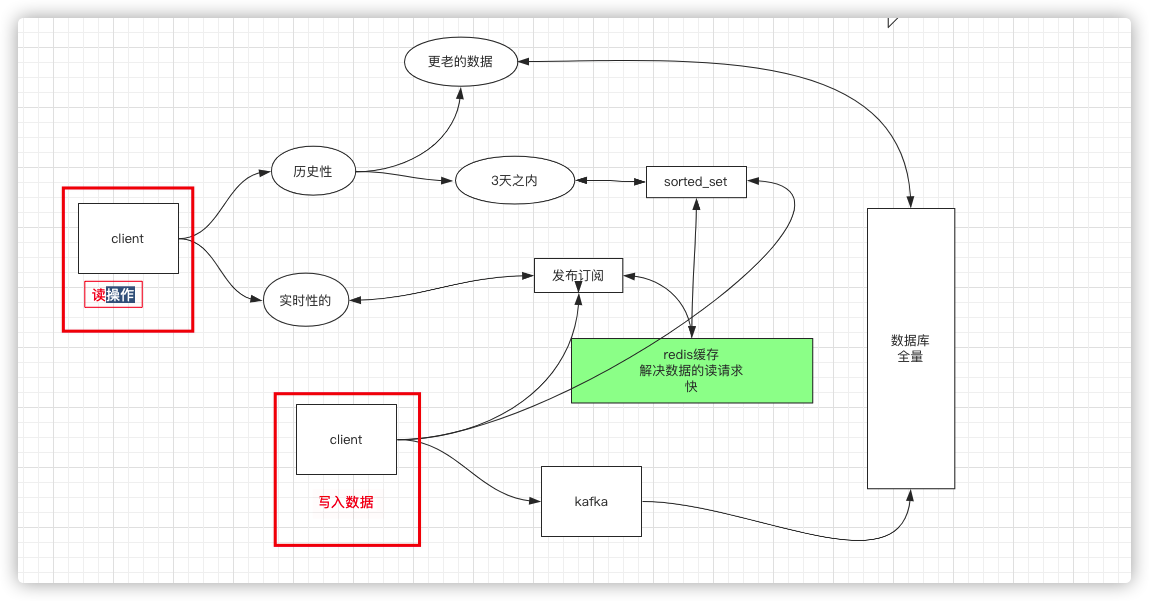 更老的数据
历史性
3天之内
sorted_set
client
读操作
实时性的
发布订阅
redis缓存
解决数据的读请求
快
数据库
全量
client
写入数据
kafka